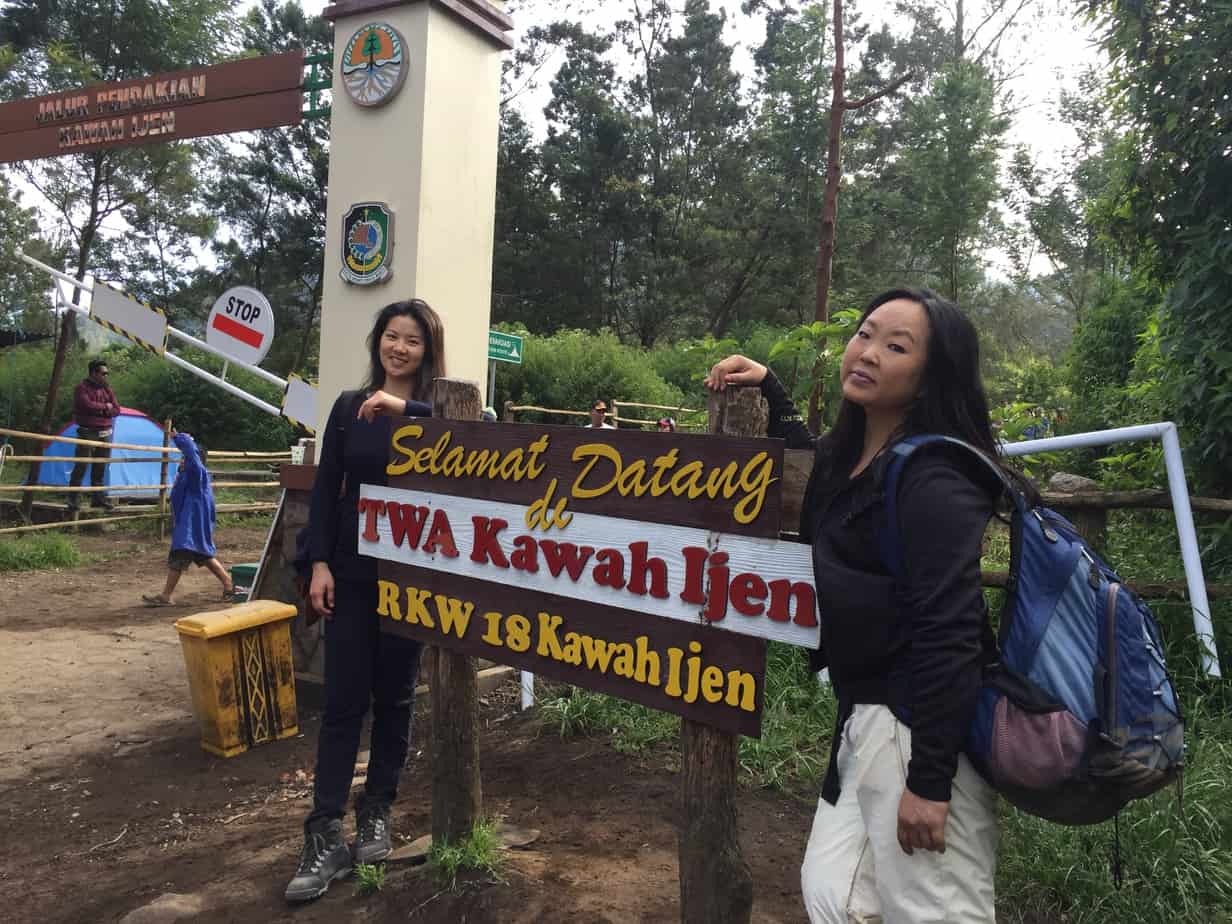 JALUR PENDAKIAN
KAWAH IJEN
STOP
Selamat Datang
di
TWA Kawah Ijen
RKW 18 Kawah Ijen